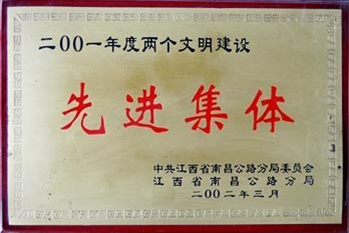 二〇〇一年度两个文明建设
先进集体
中共江西省南昌公路分局委员会
江西省南昌公路分局
二〇〇二年三月